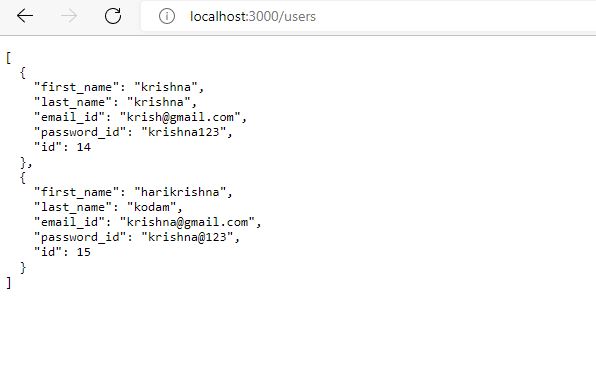 localhost:3000/users
[
  {
    "first_name": "krishna",
    "last_name": "krishna",
    "email_id": "krish@gmail.com",
    "password_id": "krishna123",
    "id": 14
  },
  {
    "first_name": "harikrishna",
    "last_name": "kodam",
    "email_id": "krishna@gmail.com",
    "password_id": "krishna@123",
    "id": 15
  }
]